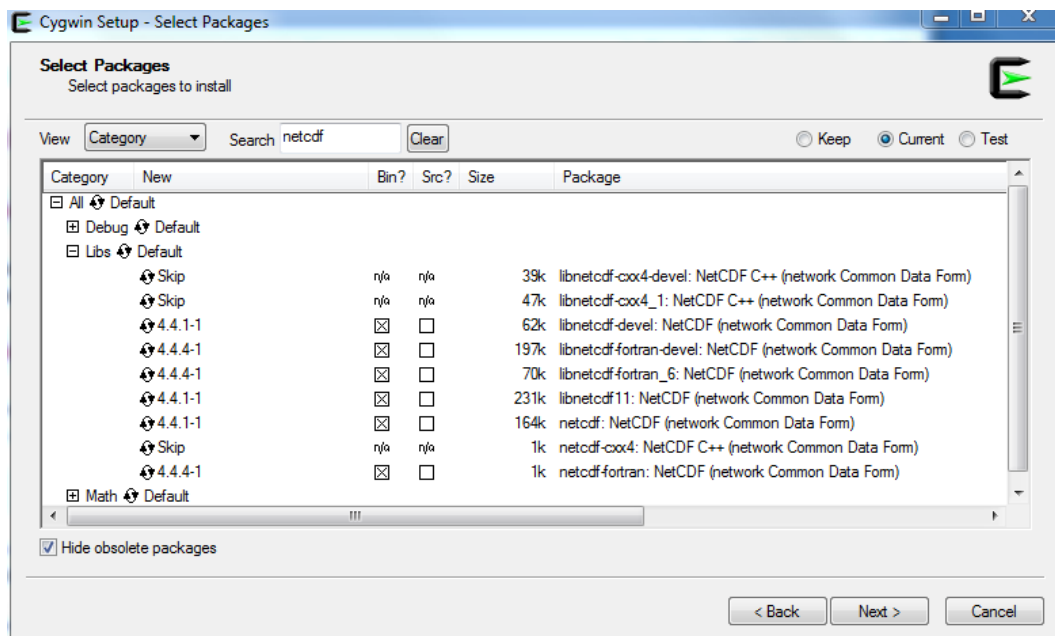 Cygwin Setup - Select Packages
Select Packages
Select packages to install
View Category Search netcdf Clear Keep Current Test
Category New Bin? Src? Size Package
All Default
Debug Default
Libs Default
Skip n/a n/a 39k libnetcdf-cxx4-devel: NetCDF C++ (network Common Data Form)
Skip n/a n/a 47k libnetcdf-cxx4_1: NetCDF C++ (network Common Data Form)
4.4.1-1 62k libnetcdf-devel: NetCDF (network Common Data Form)
4.4.4-1 197k libnetcdf-fortran-devel: NetCDF (network Common Data Form)
4.4.4-1 70k libnetcdf-fortran_6: NetCDF (network Common Data Form)
4.4.1-1 231k libnetcdf11: NetCDF (network Common Data Form)
4.4.1-1 164k netcdf: NetCDF (network Common Data Form)
Skip n/a n/a 1k netcdf-cxx4: NetCDF C++ (network Common Data Form)
4.4.4-1 1k netcdf-fortran: NetCDF (network Common Data Form)
Math Default
Hide obsolete packages
< Back Next > Cancel